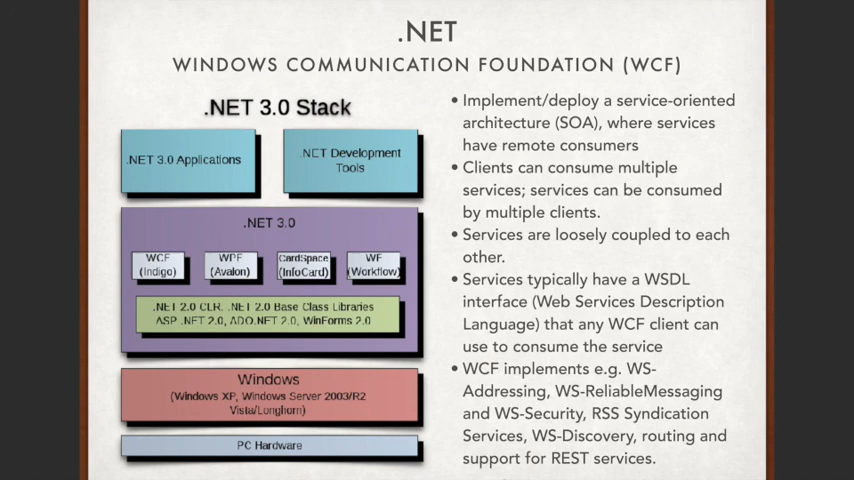 .NET
WINDOWS COMMUNICATION FOUNDATION (WCF)
.NET 3.0 Stack
.NET 3.0 Applications
.NET Development
Tools
.NET 3.0
WCF
(Indigo)
WPF
(Avalon)
CardSpace
(InfoCard)
WF
(Workflow)
.NET 2.0 CLR, .NET 2.0 Base Class Libraries
ASP .NET 2.0, ADO.NET 2.0, WinForms 2.0
Windows
(Windows XP, Windows Server 2003/R2
Vista/Longhorn)
PC Hardware
• Implement/deploy a service-oriented
architecture (SOA), where services
have remote consumers
• Clients can consume multiple
services; services can be consumed
by multiple clients.
• Services are loosely coupled to each
other.
• Services typically have a WSDL
interface (Web Services Description
Language) that any WCF client can
use to consume the service
• WCF implements e.g. WS-
Addressing, WS-ReliableMessaging
and WS-Security, RSS Syndication
Services, WS-Discovery, routing and
support for REST services.